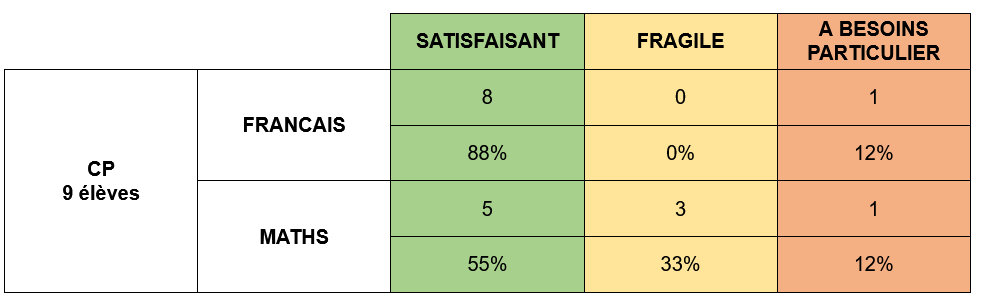 SATISFAISANT
FRAGILE
A BESOINS
PARTICULIER
CP
9 élèves
FRANCAIS
8
0
1
88%
0%
12%
MATHS
5
3
1
55%
33%
12%